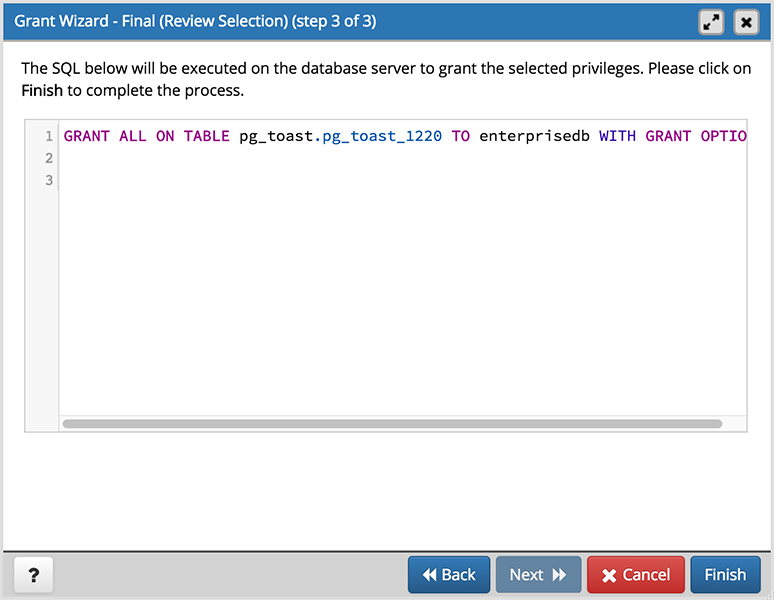 Grant Wizard - Final (Review Selection) (step 3 of 3)
The SQL below will be executed on the database server to grant the selected privileges. Please click on
Finish to complete the process.
1 GRANT ALL ON TABLE pg_toast.pg_toast_1220 TO enterprisedb WITH GRANT OPTIO
2
3
? Back Next Cancel Finish